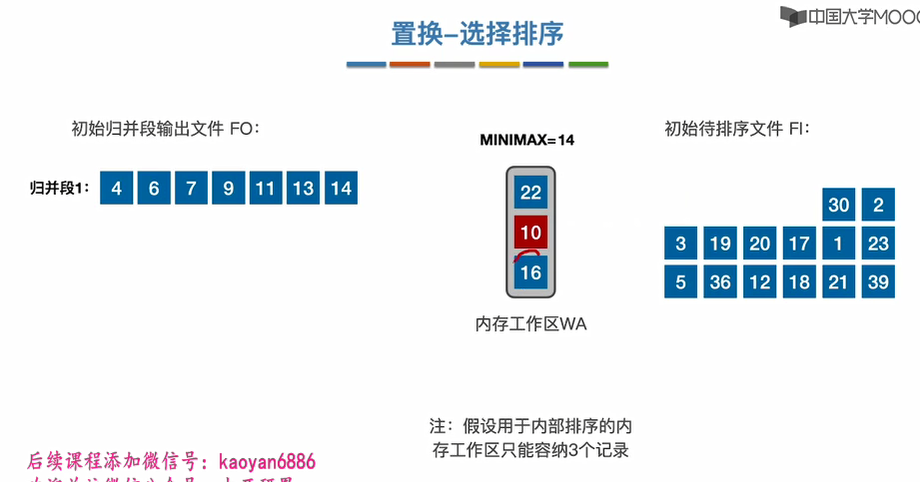 中国大学MOOC
置换-选择排序
初始归并段输出文件 FO：
MINIMAX=14
初始待排序文件 FI：
归并段1： 4 6 7 9 11 13 14
22
10
16
30 2
3 19 20 17 1 23
5 36 12 18 21 39
内存工作区WA
注：假设用于内部排序的内
存工作区只能容纳3个记录
后续课程添加微信号：kaoyan6886